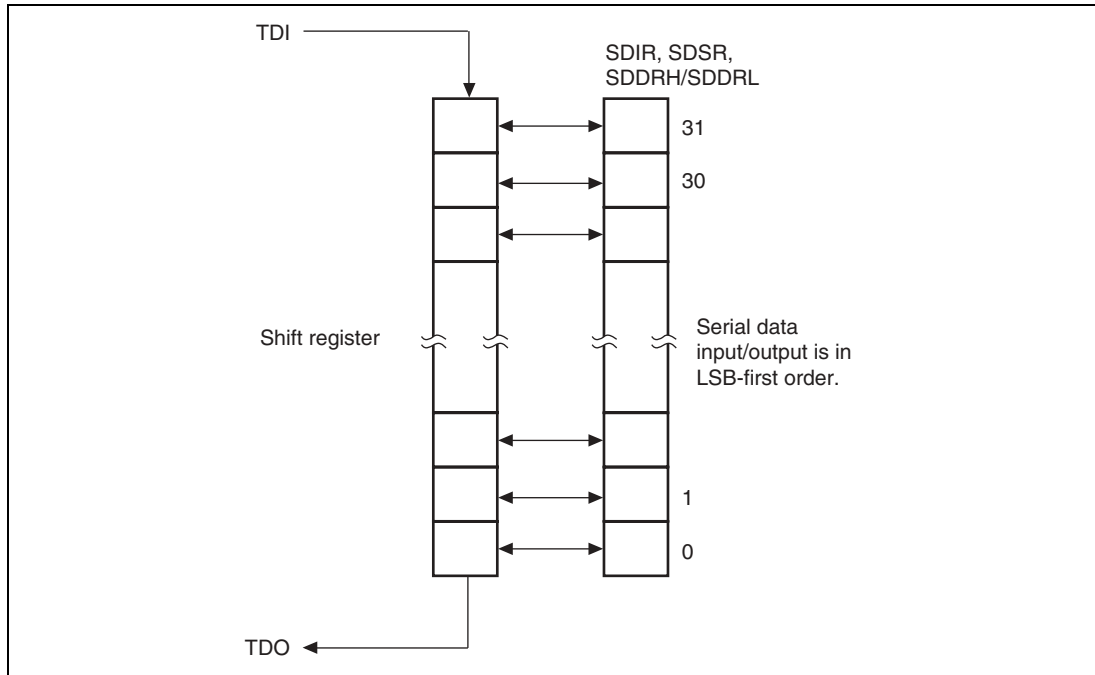 TDI
SDIR, SDSR,
SDDRH/SDDRL
31
30
Shift register
Serial data
input/output is in
LSB-first order.
1
0
TDO